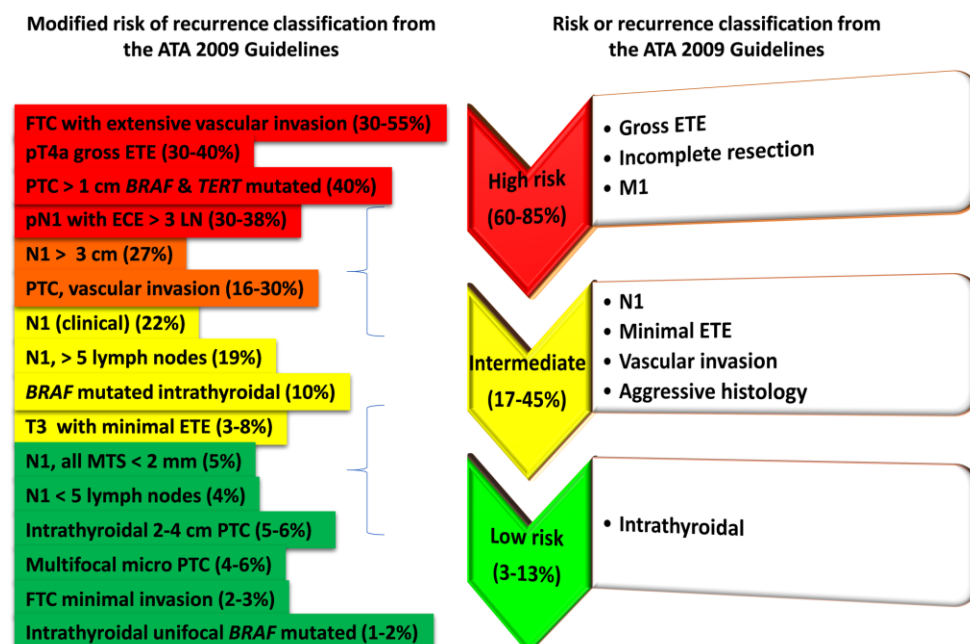 Modified risk of recurrence classification from
the ATA 2009 Guidelines
FTC with extensive vascular invasion (30-55%)
pT4a gross ETE (30-40%)
PTC > 1 cm BRAF & TERT mutated (40%)
pN1 with ECE > 3 LN (30-38%)
N1 > 3 cm (27%)
PTC, vascular invasion (16-30%)
N1 (clinical) (22%)
N1, > 5 lymph nodes (19%)
BRAF mutated intrathyroidal (10%)
T3 with minimal ETE (3-8%)
N1, all MTS < 2 mm (5%)
N1 < 5 lymph nodes (4%)
Intrathyroidal 2-4 cm PTC (5-6%)
Multifocal micro PTC (4-6%)
FTC minimal invasion (2-3%)
Intrathyroidal unifocal BRAF mutated (1-2%)
Risk or recurrence classification from
the ATA 2009 Guidelines
High risk
(60-85%)
• Gross ETE
• Incomplete resection
• M1
Intermediate
(17-45%)
• N1
• Minimal ETE
• Vascular invasion
• Aggressive histology
Low risk
(3-13%)
• Intrathyroidal